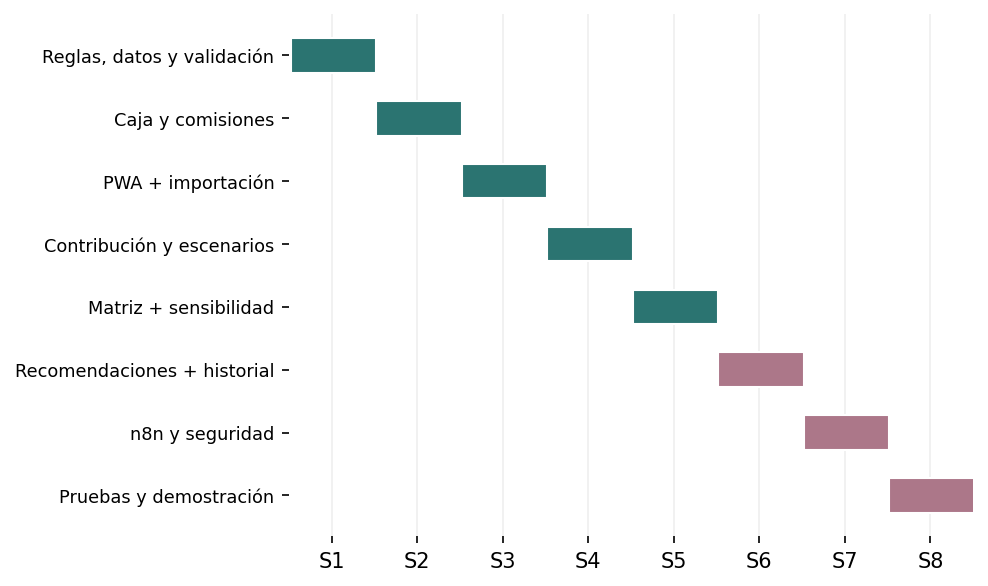 Reglas, datos y validación
Caja y comisiones
PWA + importación
Contribución y escenarios
Matriz + sensibilidad
Recomendaciones + historial
n8n y seguridad
Pruebas y demostración
S1 S2 S3 S4 S5 S6 S7 S8